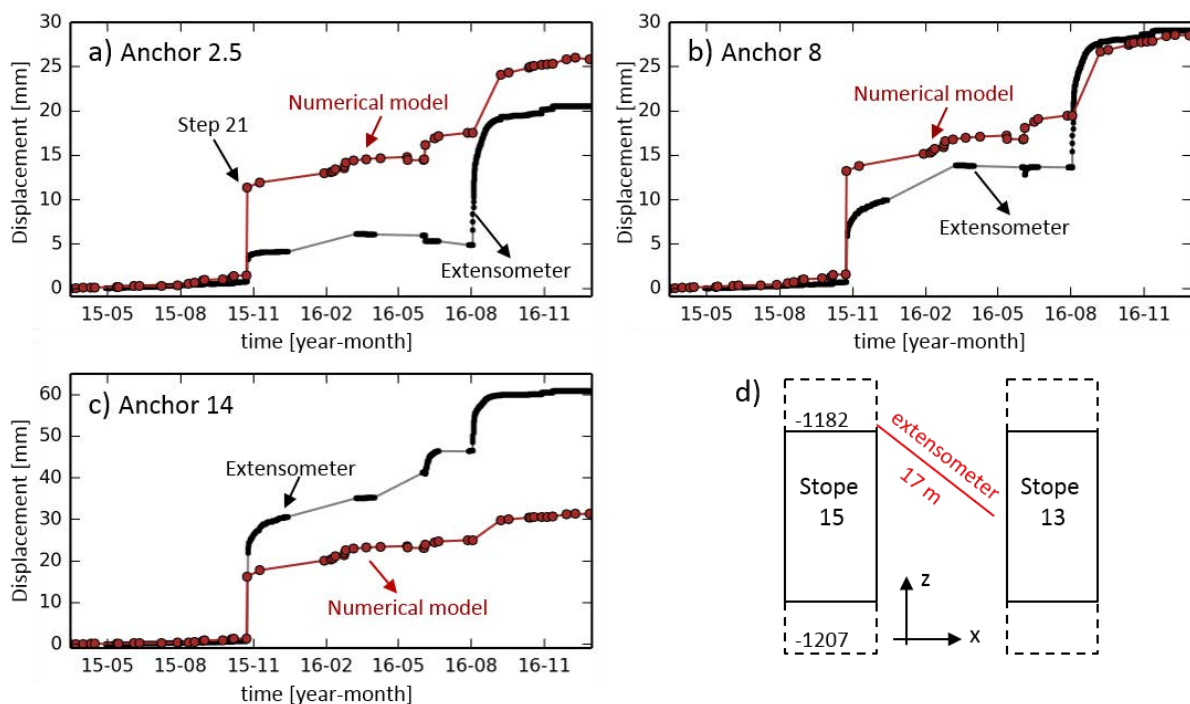 a) Anchor 2.5
Displacement [mm]
30
25
20
15
10
5
0
Numerical model
Step 21
Extensometer
15-05 15-08 15-11 16-02 16-05 16-08 16-11
time [year-month]
b) Anchor 8
Displacement [mm]
30
25
20
15
10
5
0
Numerical model
Extensometer
15-05 15-08 15-11 16-02 16-05 16-08 16-11
time [year-month]
c) Anchor 14
Displacement [mm]
60
50
40
30
20
10
0
Extensometer
Numerical model
15-05 15-08 15-11 16-02 16-05 16-08 16-11
time [year-month]
d)
-1182
extensometer
17 m
Stope
15
Stope
13
z
x
-1207